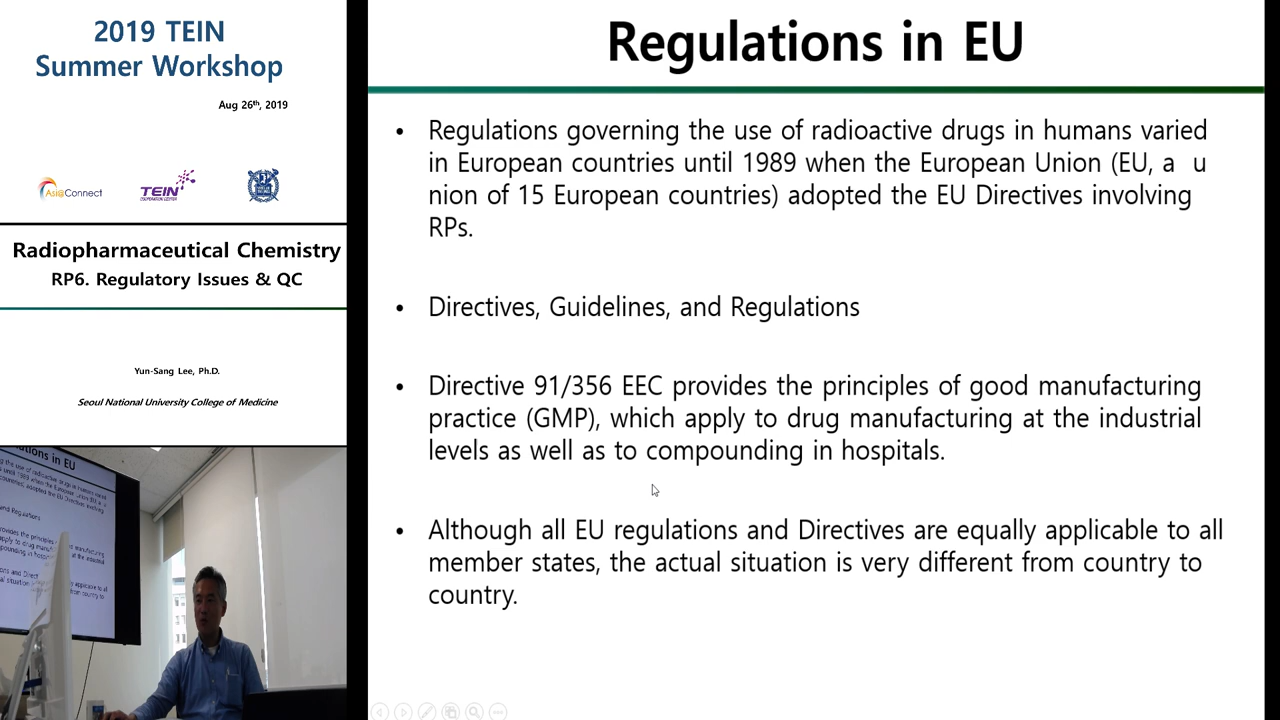 2019 TEIN
Summer Workshop
Aug 26th, 2019
Asi@Connect
TEIN
COOPERATION CENTER
Radiopharmaceutical Chemistry
RP6. Regulatory Issues & QC
Yun-Sang Lee, Ph.D.
Seoul National University College of Medicine
Regulations in EU
• Regulations governing the use of radioactive drugs in humans varied
in European countries until 1989 when the European Union (EU, a u
nion of 15 European countries) adopted the EU Directives involving
RPs.
• Directives, Guidelines, and Regulations
• Directive 91/356 EEC provides the principles of good manufacturing
practice (GMP), which apply to drug manufacturing at the industrial
levels as well as to compounding in hospitals.
• Although all EU regulations and Directives are equally applicable to all
member states, the actual situation is very different from country to
country.